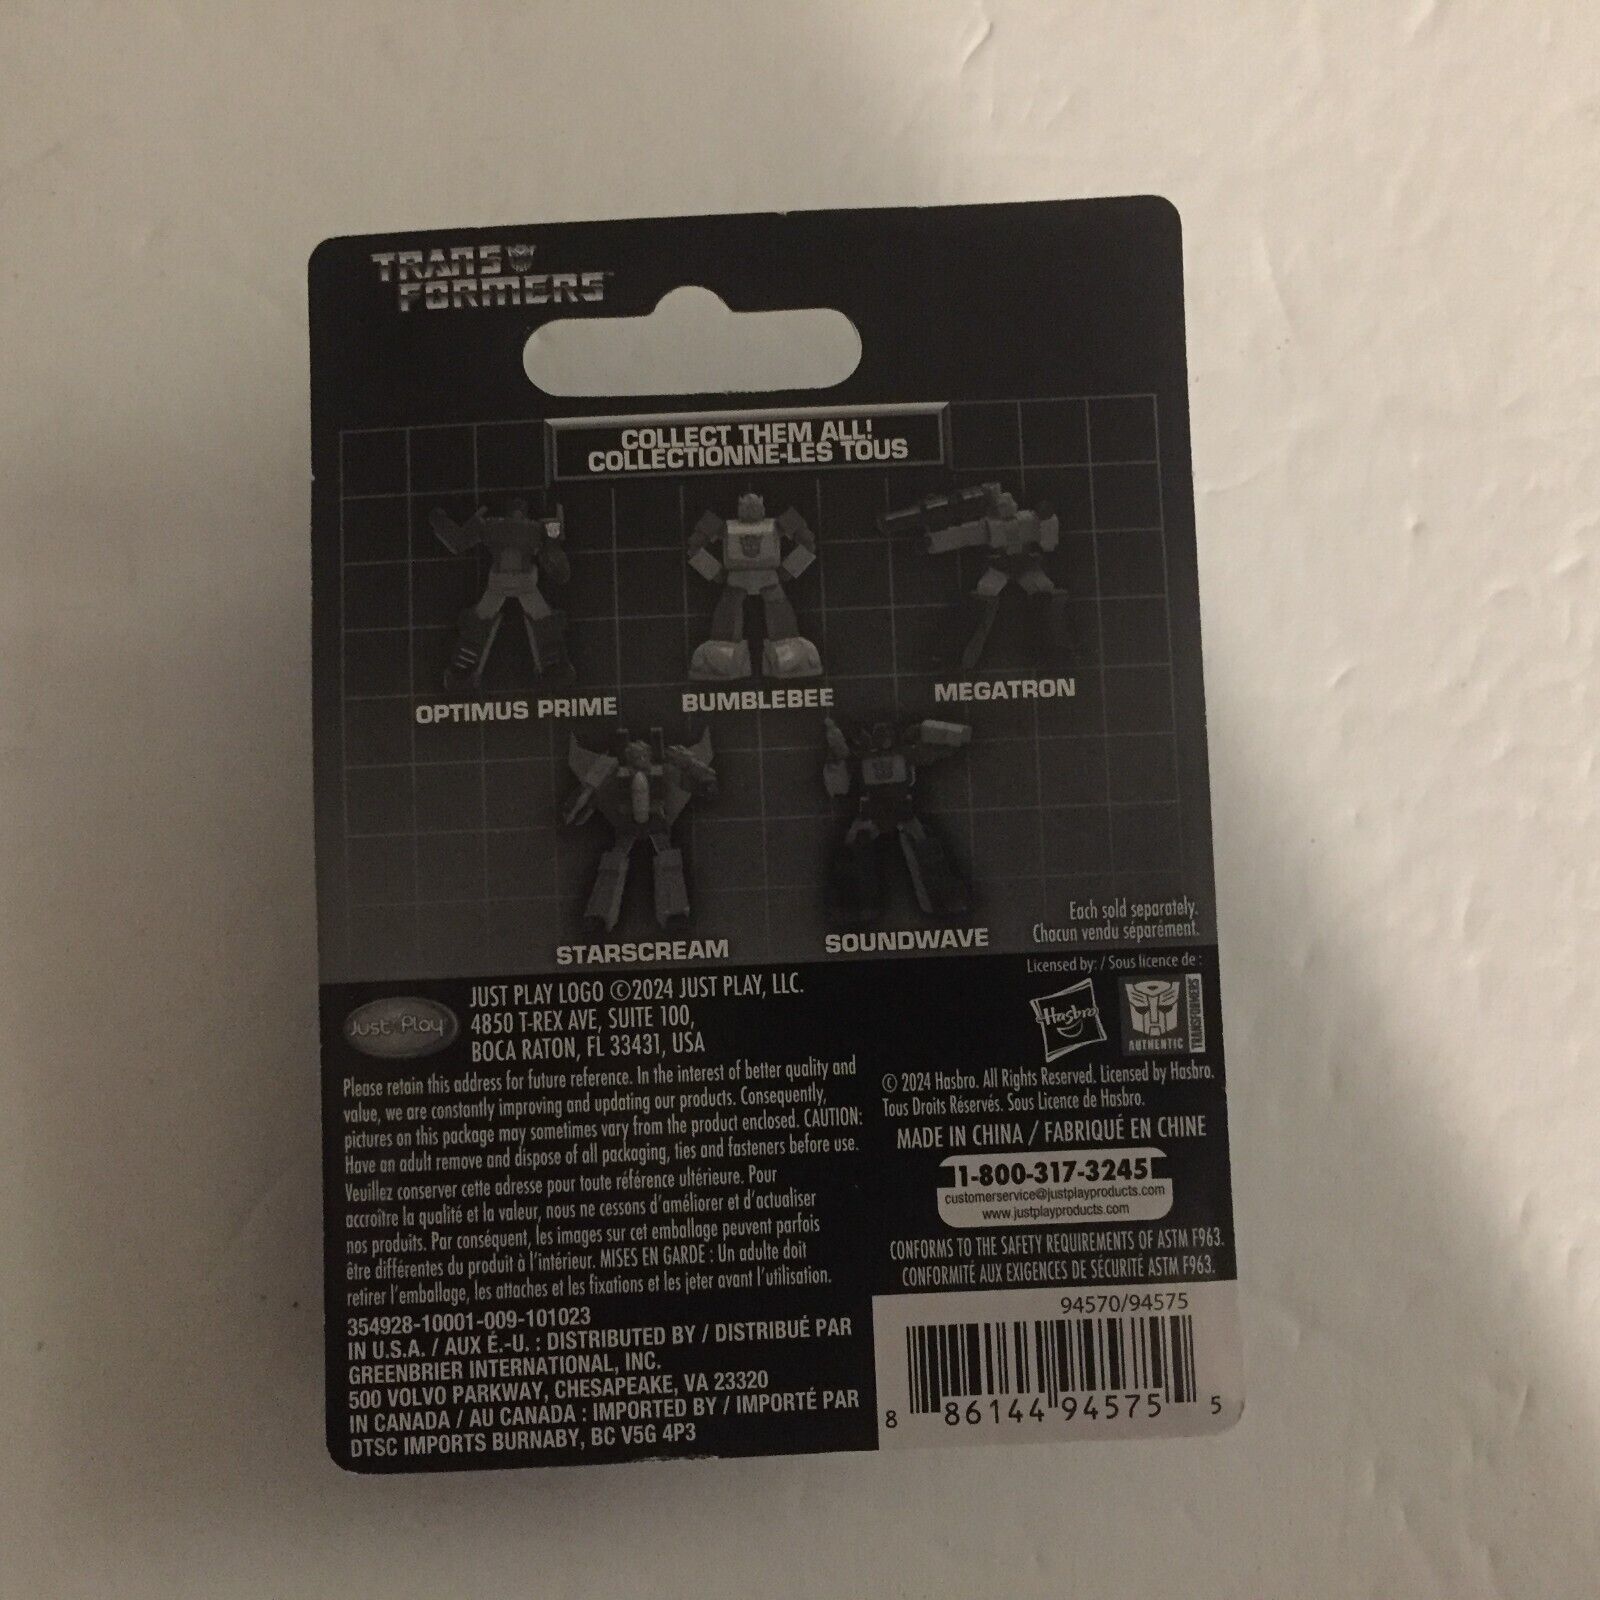 TRANS
FORMERS
COLLECT THEM ALL!
COLLECTIONNE-LES TOUS
OPTIMUS PRIME
BUMBLEBEE
MEGATRON
STARSCREAM
SOUNDWAVE
Each sold separately.
Chacun vendu séparément.
Just Play
JUST PLAY LOGO ©2024 JUST PLAY, LLC.
4850 T-REX AVE, SUITE 100,
BOCA RATON, FL 33431, USA
Please retain this address for future reference. In the interest of better quality and
value, we are constantly improving and updating our products. Consequently,
pictures on this package may sometimes vary from the product enclosed. CAUTION:
Have an adult remove and dispose of all packaging, ties and fasteners before use.
Veuillez conserver cette adresse pour toute référence ultérieure. Pour
accroître la qualité et la valeur, nous ne cessons d'améliorer et d'actualiser
nos produits. Par conséquent, les images sur cet emballage peuvent parfois
être différentes du produit à l'intérieur. MISES EN GARDE : Un adulte doit
retirer l'emballage, les attaches et les fixations et les jeter avant l'utilisation.
354928-10001-009-101023
IN U.S.A. / AUX É.-U. : DISTRIBUTED BY / DISTRIBUÉ PAR
GREENBRIER INTERNATIONAL, INC.
500 VOLVO PARKWAY, CHESAPEAKE, VA 23320
IN CANADA / AU CANADA : IMPORTED BY / IMPORTÉ PAR
DTSC IMPORTS BURNABY, BC V5G 4P3
Licensed by: / Sous licence de :
Hasbro
AUTHENTIC
TRANSFORMERS
© 2024 Hasbro. All Rights Reserved. Licensed by Hasbro.
Tous Droits Réservés. Sous Licence de Hasbro.
MADE IN CHINA / FABRIQUÉ EN CHINE
1-800-317-3245
customerservice@justplayproducts.com
www.justplayproducts.com
CONFORMS TO THE SAFETY REQUIREMENTS OF ASTM F963.
CONFORMITÉ AUX EXIGENCES DE SÉCURITÉ ASTM F963.
94570/94575
8 86144 94575 5